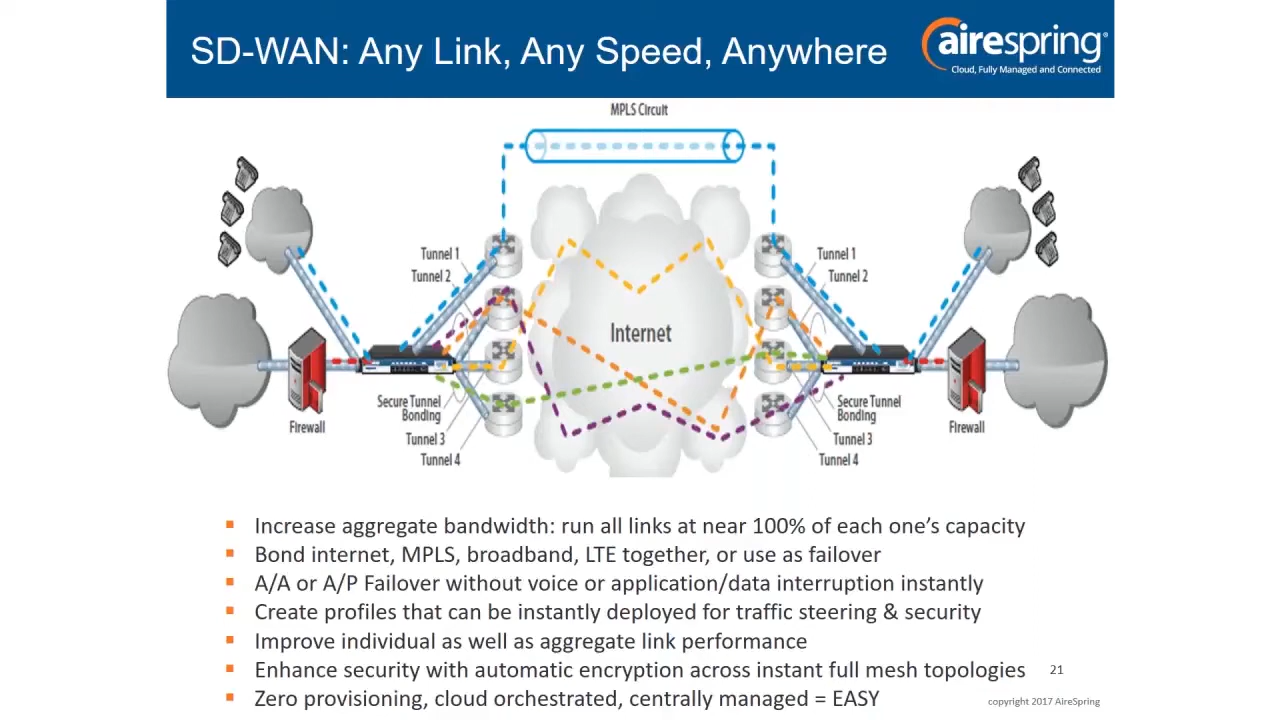 SD-WAN: Any Link, Any Speed, Anywhere
airespring®
Cloud, Fully Managed and Connected
MPLS Circuit
Tunnel 1
Tunnel 2
Tunnel 1
Tunnel 2
Internet
Secure Tunnel
Bonding
Tunnel 3
Tunnel 4
Firewall
Secure Tunnel
Bonding
Tunnel 3
Tunnel 4
Firewall
▪ Increase aggregate bandwidth: run all links at near 100% of each one’s capacity
▪ Bond internet, MPLS, broadband, LTE together, or use as failover
▪ A/A or A/P Failover without voice or application/data interruption instantly
▪ Create profiles that can be instantly deployed for traffic steering & security
▪ Improve individual as well as aggregate link performance
▪ Enhance security with automatic encryption across instant full mesh topologies
▪ Zero provisioning, cloud orchestrated, centrally managed = EASY
21
copyright 2017 AireSpring